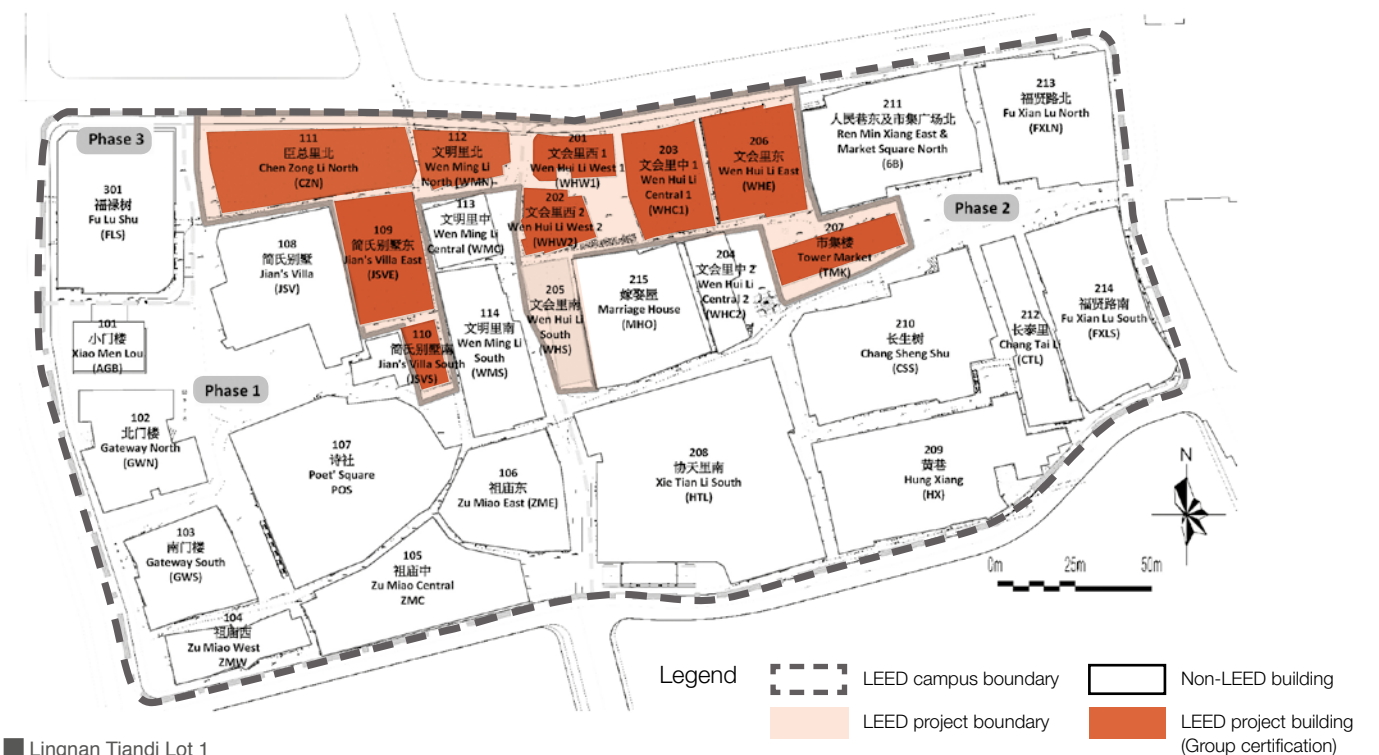 Phase 3
301
福禄树
Fu Lu Shu
(FLS)
111
臣总里北
Chen Zong Li North
(CZN)
112
文明里北
Wen Ming Li
North (WMN)
201
文会里西 1
Wen Hui Li West 1
(WHW1)
203
文会里中 1
Wen Hui Li
Central 1
(WHC1)
206
文会里东
Wen Hui Li East
(WHE)
211
人民巷东及市集广场北
Ren Min Xiang East &
Market Square North
(6B)
213
福贤路北
Fu Xian Lu North
(FXLN)
202
文会里西 2
Wen Hui Li West 2
(WHW2)
113
文明里中
Wen Ming Li
Central (WMC)
Phase 2
109
简氏别墅东
Jian's Villa East
(JSVE)
108
简氏别墅
Jian's Villa
(JSV)
207
市集楼
Tower Market
(TMK)
204
文会里中 2
Wen Hui Li
Central 2
(WHC2)
215
嫁娶屋
Marriage House
(MHO)
205
文会里南
Wen Hui Li
South
(WHS)
114
文明里南
Wen Ming Li
South
(WMS)
214
福贤路南
Fu Xian Lu South
(FXLS)
212
长泰里
Chang Tai Li
(CTL)
210
长生树
Chang Sheng Shu
(CSS)
101
小门楼
Xiao Men Lou
(AGB)
110
简氏别墅南
Jian's Villa South
(JSVS)
Phase 1
102
北门楼
Gateway North
(GWN)
107
诗社
Poet' Square
POS
106
祖庙东
Zu Miao East (ZME)
208
协天里南
Xie Tian Li South
(HTL)
209
黄巷
Hung Xiang
(HX)
103
南门楼
Gateway South
(GWS)
105
祖庙中
Zu Miao Central
ZMC
104
祖庙西
Zu Miao West
ZMW
N
0m 25m 50m
Legend
LEED campus boundary
Non-LEED building
LEED project boundary
LEED project building
(Group certification)
Lingnan Tiandi Lot 1